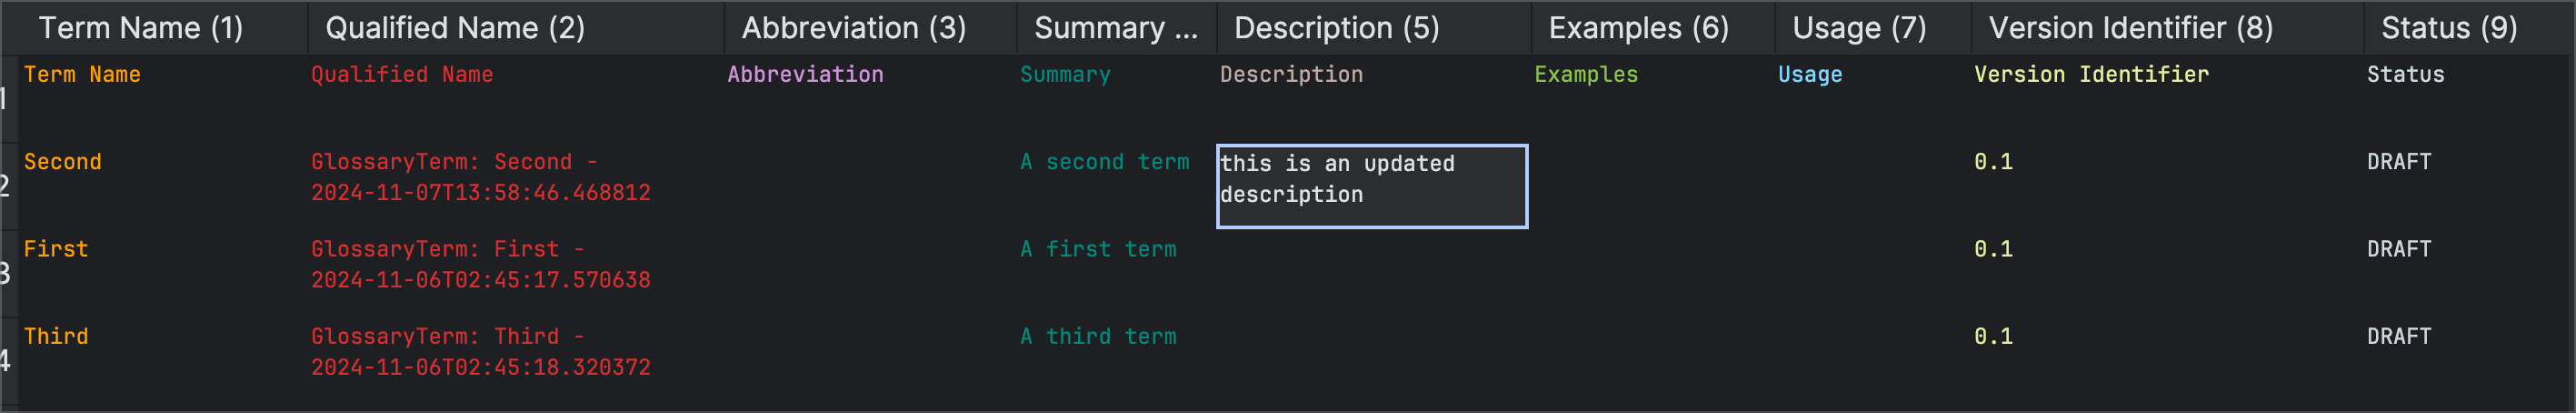 Term Name (1) Qualified Name (2) Abbreviation (3) Summary ... Description (5) Examples (6) Usage (7) Version Identifier (8) Status (9)
1 Term Name Qualified Name Abbreviation Summary Description Examples Usage Version Identifier Status
2 Second GlossaryTerm: Second - A second term this is an updated 0.1 DRAFT
2024-11-07T13:58:46.468812 description
3 First GlossaryTerm: First - A first term 0.1 DRAFT
2024-11-06T02:45:17.570638
4 Third GlossaryTerm: Third - A third term 0.1 DRAFT
2024-11-06T02:45:18.320372